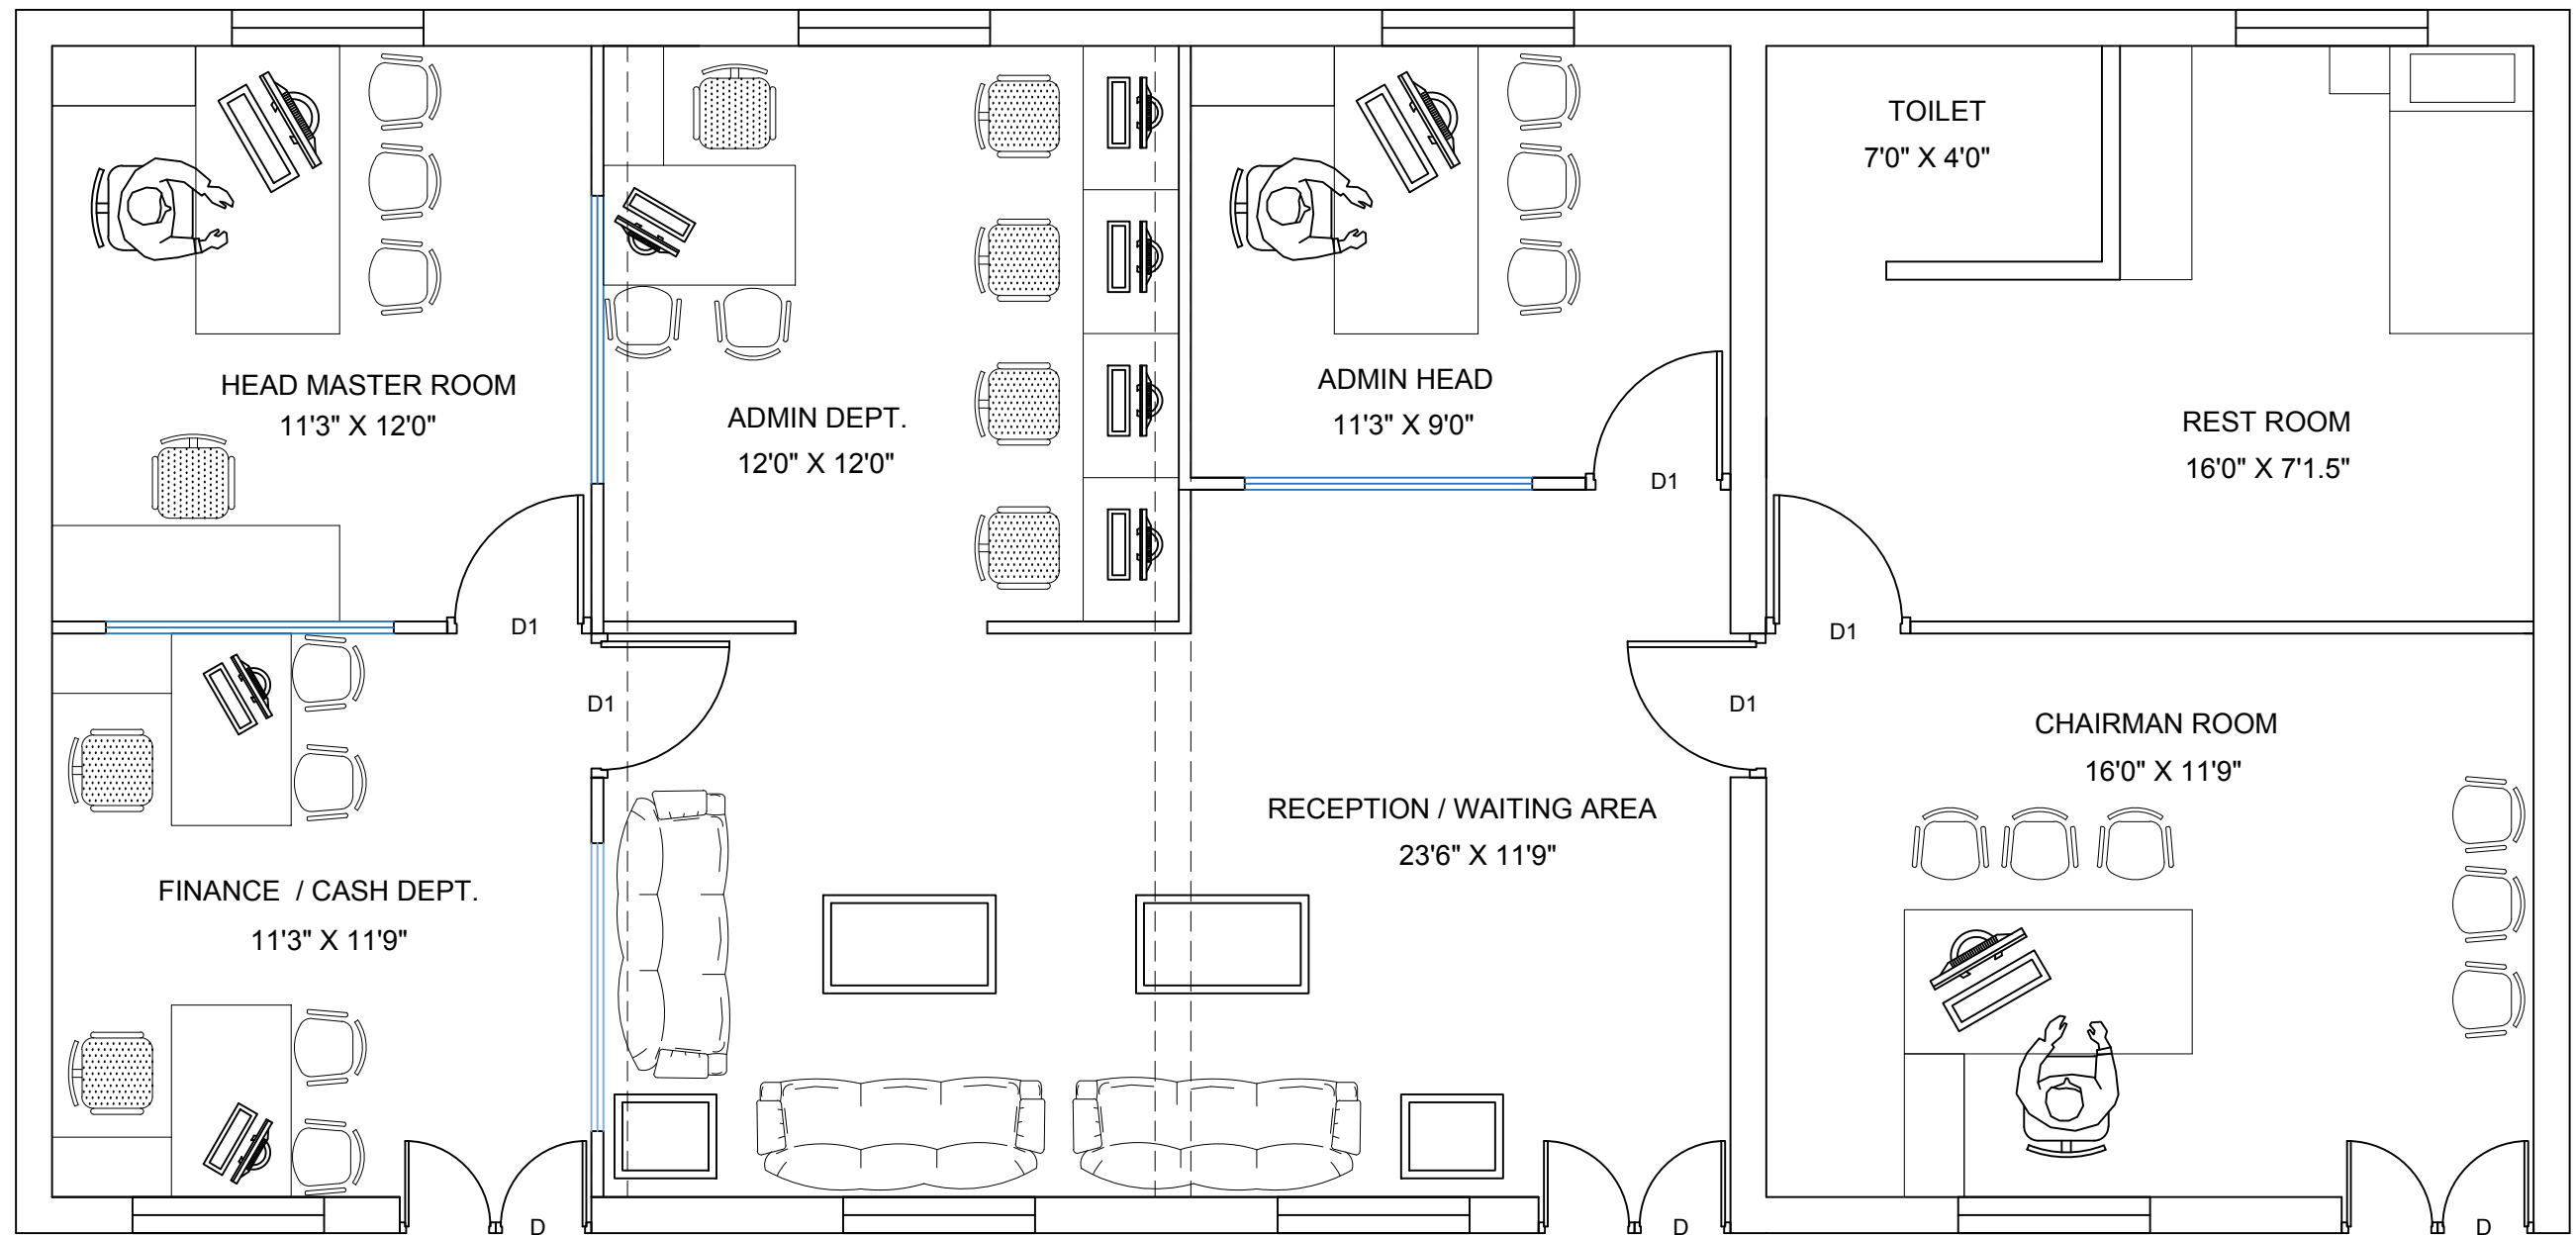 TOILET
7'0" X 4'0"
HEAD MASTER ROOM
11'3" X 12'0"
ADMIN DEPT.
12'0" X 12'0"
ADMIN HEAD
11'3" X 9'0"
REST ROOM
16'0" X 7'1.5"
D1
D1
D1
D1
D1
CHAIRMAN ROOM
16'0" X 11'9"
RECEPTION / WAITING AREA
23'6" X 11'9"
FINANCE / CASH DEPT.
11'3" X 11'9"
D
D
D